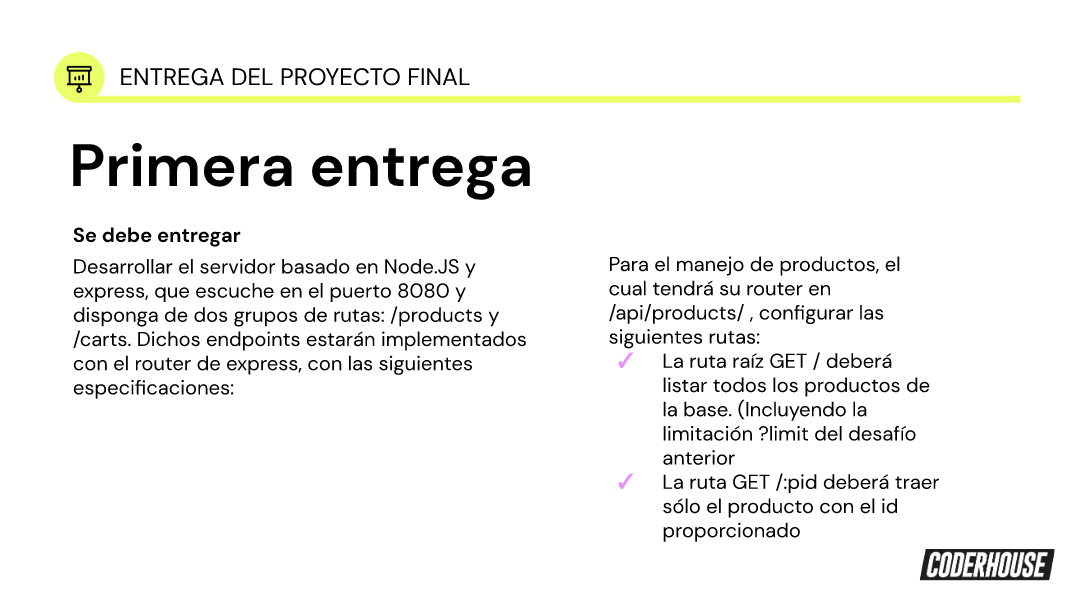 ENTREGA DEL PROYECTO FINAL
Primera entrega
Se debe entregar
Desarrollar el servidor basado en Node.JS y
express, que escuche en el puerto 8080 y
disponga de dos grupos de rutas: /products y
/carts. Dichos endpoints estarán implementados
con el router de express, con las siguientes
especificaciones:
Para el manejo de productos, el
cual tendrá su router en
/api/products/ , configurar las
siguientes rutas:
✓ La ruta raíz GET / deberá
listar todos los productos de
la base. (Incluyendo la
limitación ?limit del desafío
anterior
✓ La ruta GET /:pid deberá traer
sólo el producto con el id
proporcionado
CODERHOUSE